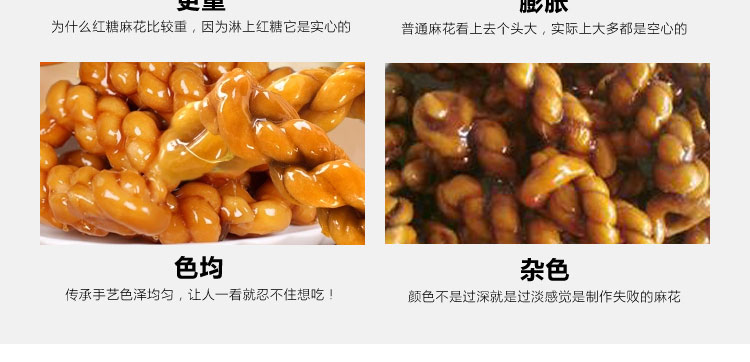 更重
膨胀
为什么红糖麻花比较重，因为淋上红糖它是实心的
普通麻花看上去个头大，实际上大多都是空心的
色均
杂色
传承手艺色泽均匀，让人一看就忍不住想吃！
颜色不是过深就是过淡感觉是制作失败的麻花